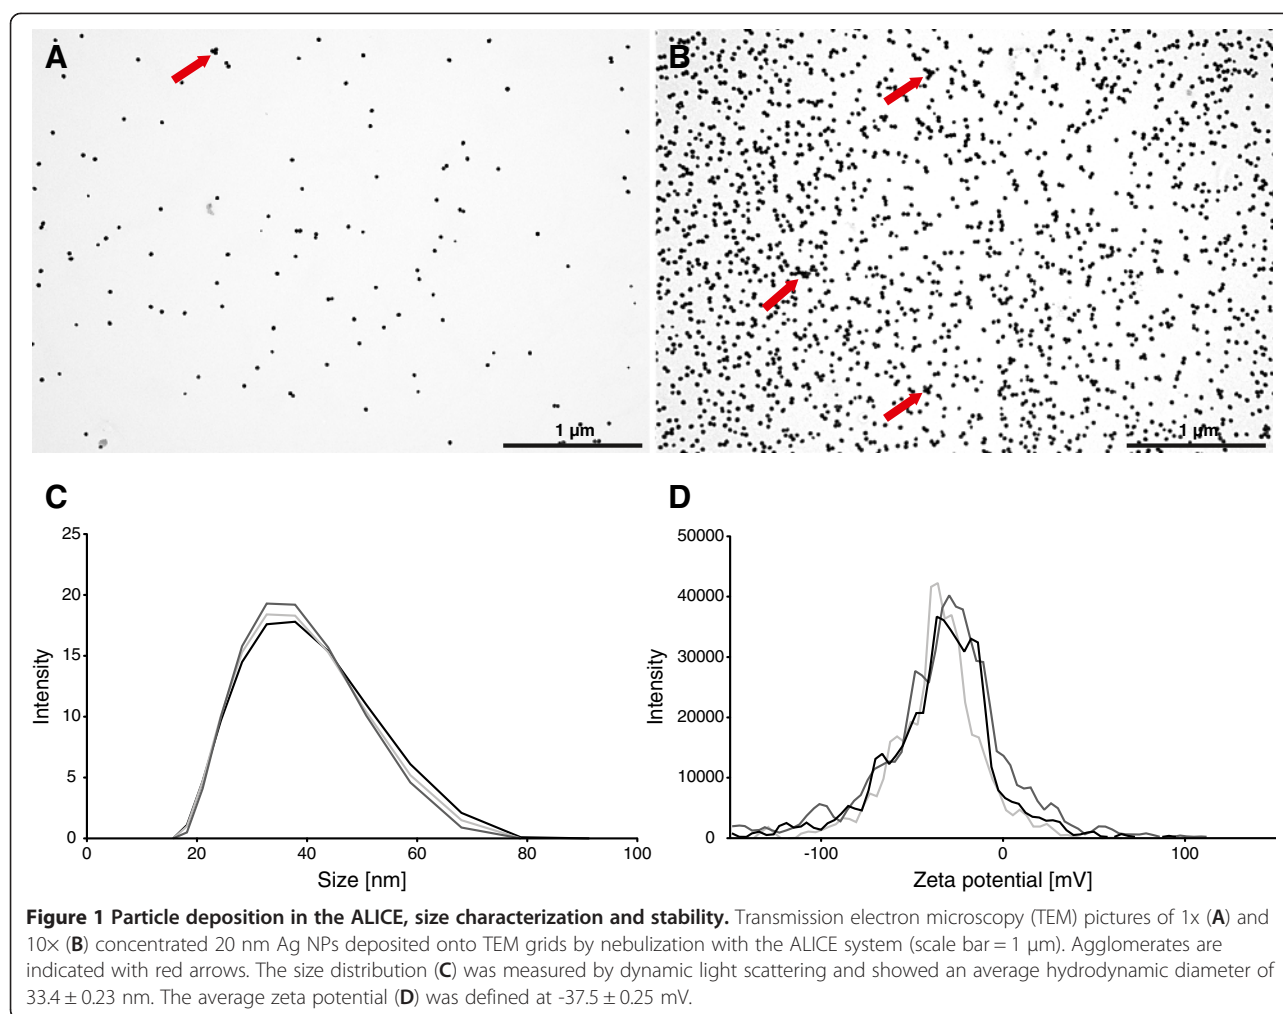 A
B
1 µm
1 µm
C
D
25
20
15
10
5
0
Intensity
0 20 40 60 80 100
Size [nm]
50000
40000
30000
20000
10000
0
Intensity
-100 0 100
Zeta potential [mV]
Figure 1 Particle deposition in the ALICE, size characterization and stability. Transmission electron microscopy (TEM) pictures of 1x (A) and
10× (B) concentrated 20 nm Ag NPs deposited onto TEM grids by nebulization with the ALICE system (scale bar = 1 μm). Agglomerates are
indicated with red arrows. The size distribution (C) was measured by dynamic light scattering and showed an average hydrodynamic diameter of
33.4 ± 0.23 nm. The average zeta potential (D) was defined at -37.5 ± 0.25 mV.